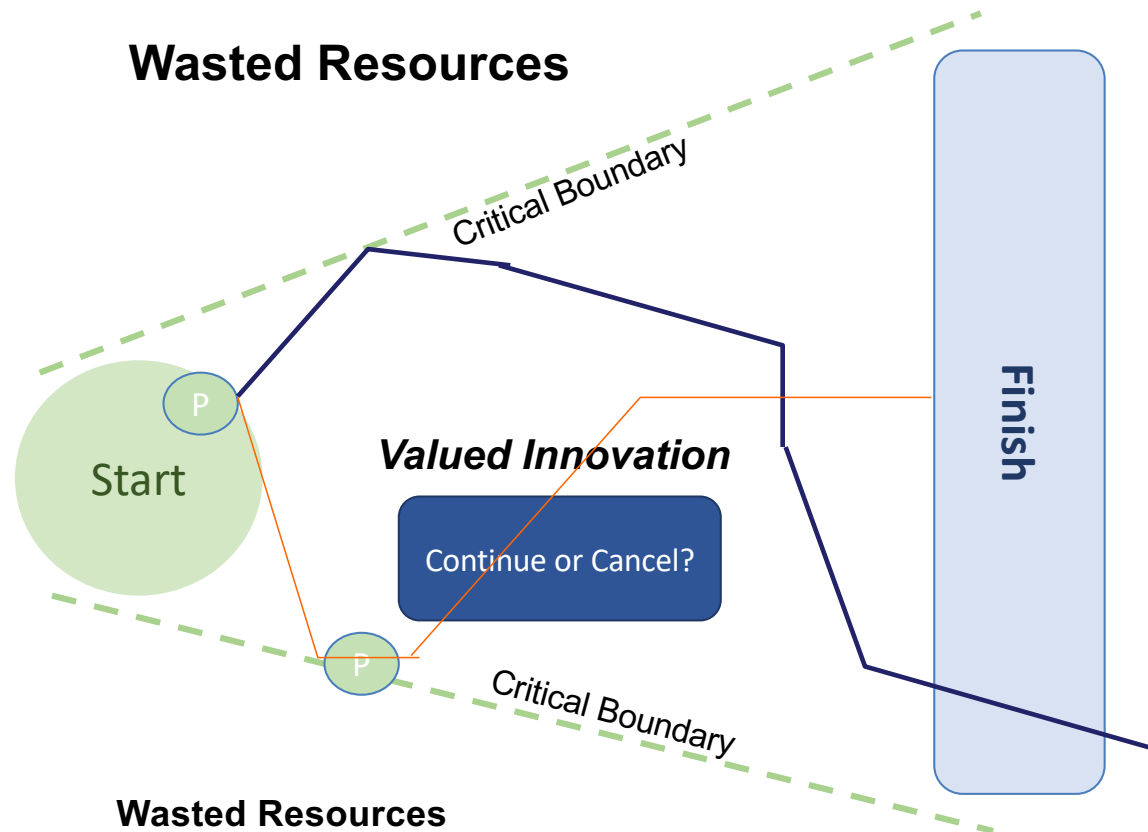 Wasted Resources
Critical Boundary
P
Start
Finish
Valued Innovation
Continue or Cancel?
P
Critical Boundary
Wasted Resources